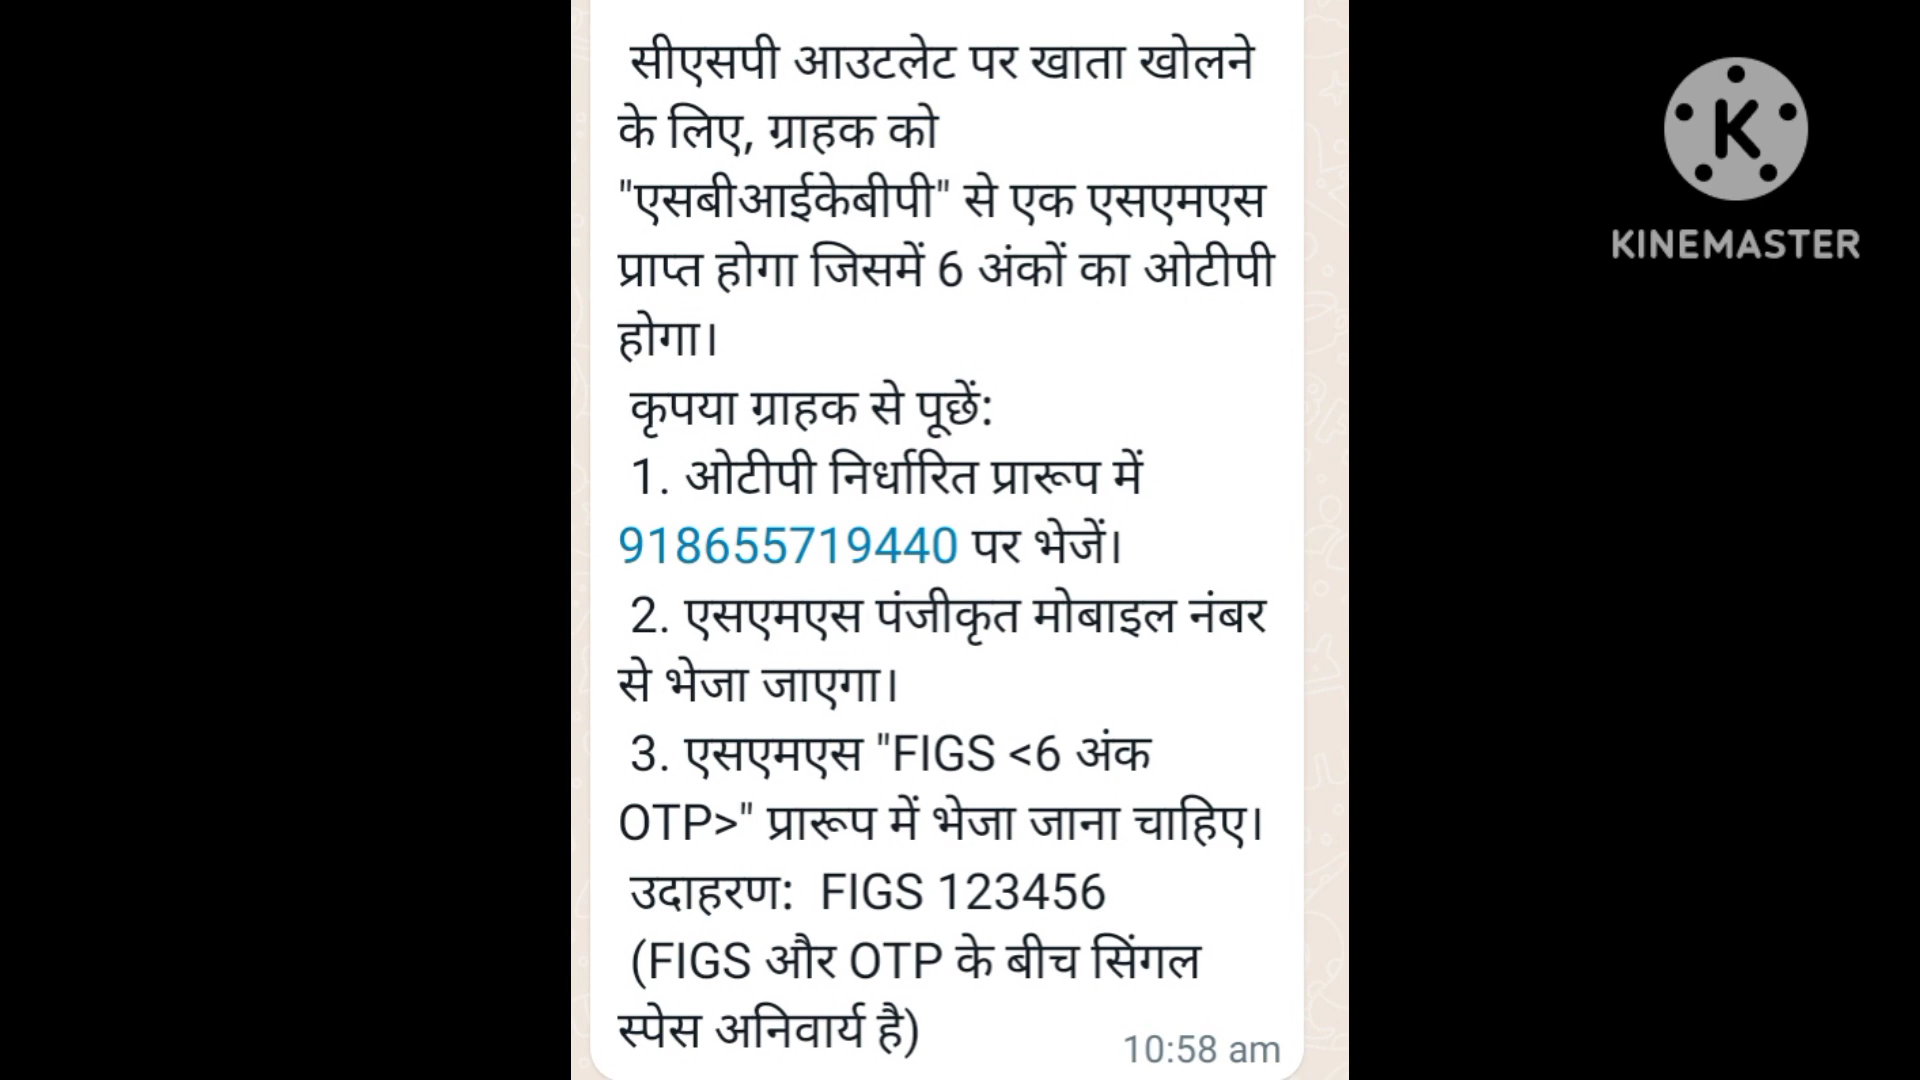 सीएसपी आउटलेट पर खाता खोलने
के लिए, ग्राहक को
"एसबीआईकेबीपी" से एक एसएमएस
प्राप्त होगा जिसमें 6 अंकों का ओटीपी
होगा।
कृपया ग्राहक से पूछें:
1. ओटीपी निर्धारित प्रारूप में
918655719440 पर भेजें।
2. एसएमएस पंजीकृत मोबाइल नंबर
से भेजा जाएगा।
3. एसएमएस "FIGS <6 अंक
OTP>" प्रारूप में भेजा जाना चाहिए।
उदाहरण: FIGS 123456
(FIGS और OTP के बीच सिंगल
स्पेस अनिवार्य है)
10:58 am
K
KINEMASTER